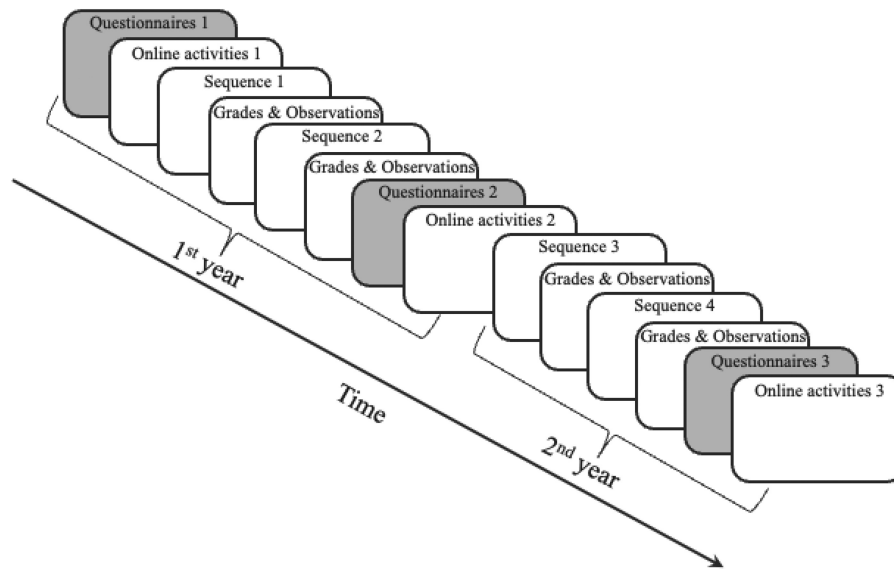 Questionnaires 1
Online activities 1
Sequence 1
Grades & Observations
Sequence 2
Grades & Observations
Questionnaires 2
Online activities 2
Sequence 3
Grades & Observations
Sequence 4
Grades & Observations
Questionnaires 3
Online activities 3
1st year
Time
2nd year